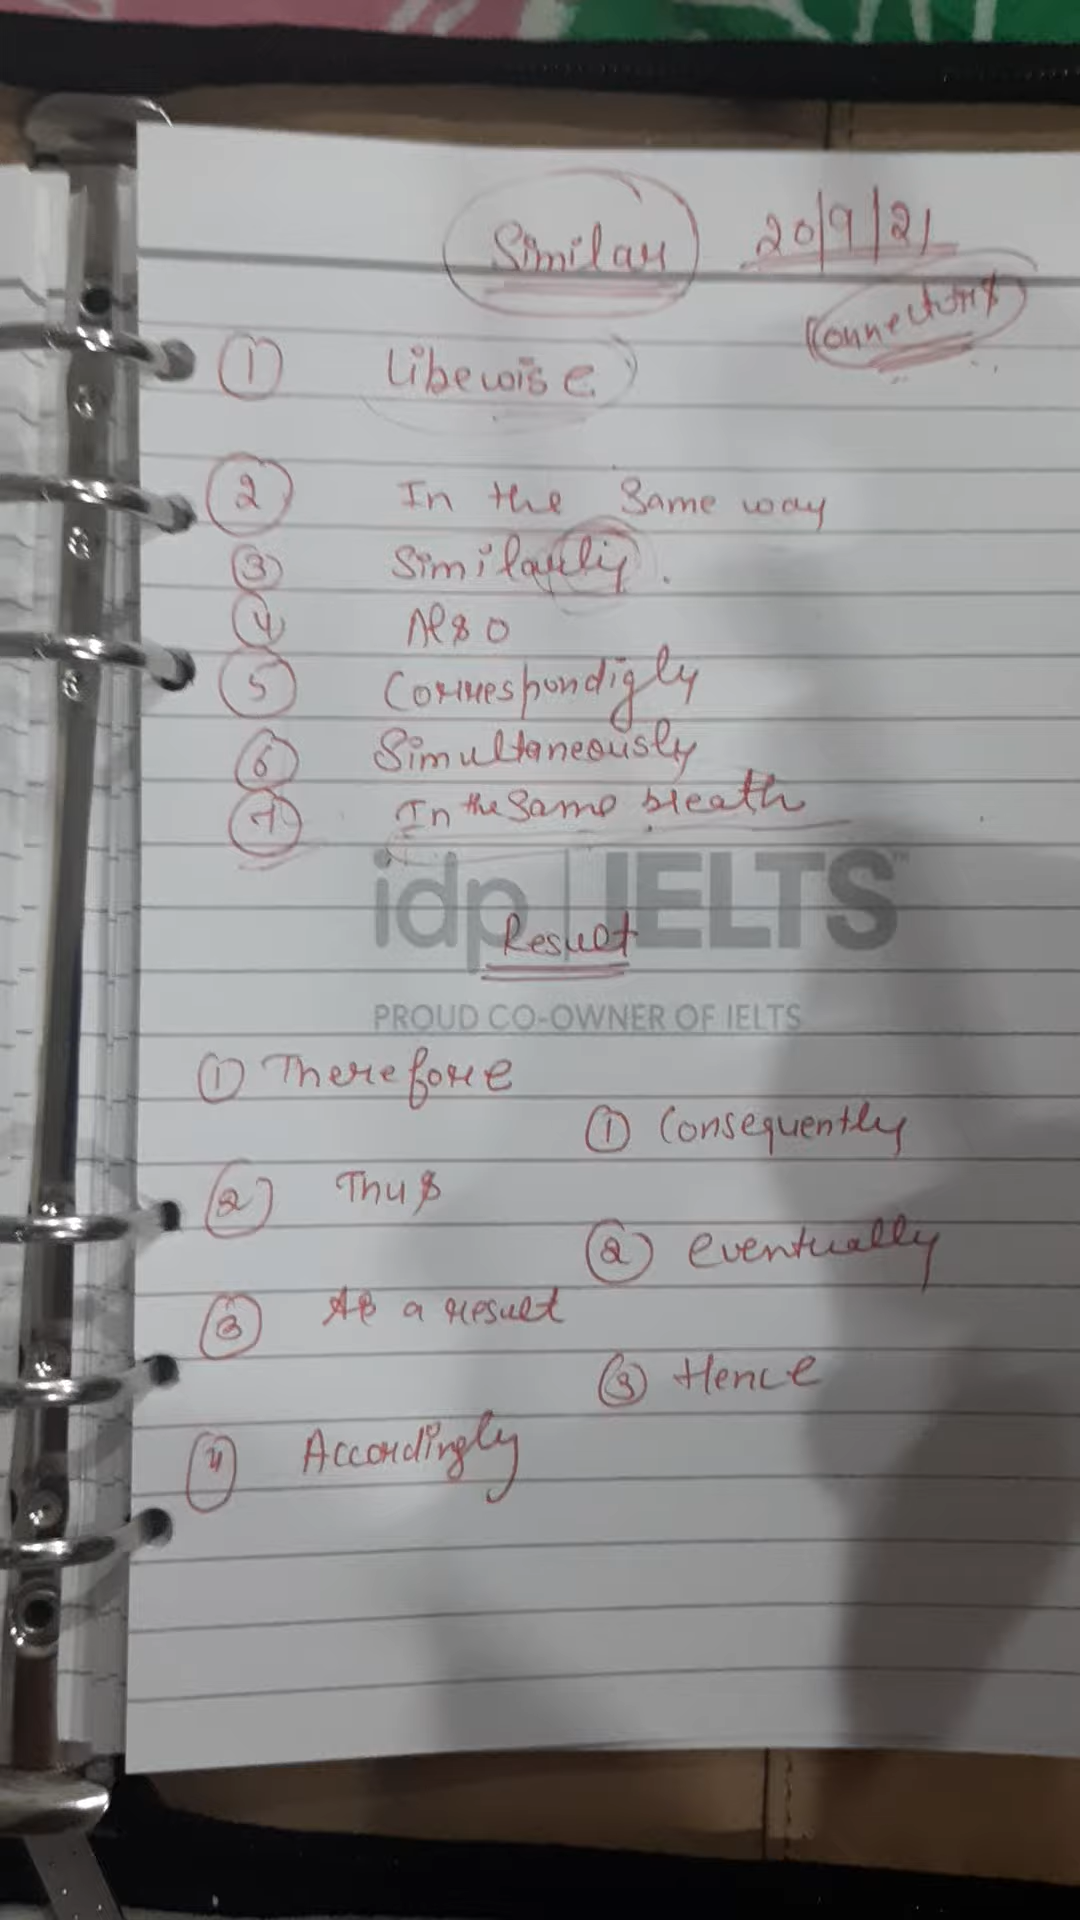 Similar 20/9/21
Connectors
① Likewise
② In the Same way
③ Similarly.
④ Also
⑤ Correspondigly
⑥ Simultaneously
⑦ In the Same breath
idp IELTS™
Result
PROUD CO-OWNER OF IELTS
① Therefore
① Consequently
② Thus
② eventually
③ As a result
③ Hence
④ Accordingly